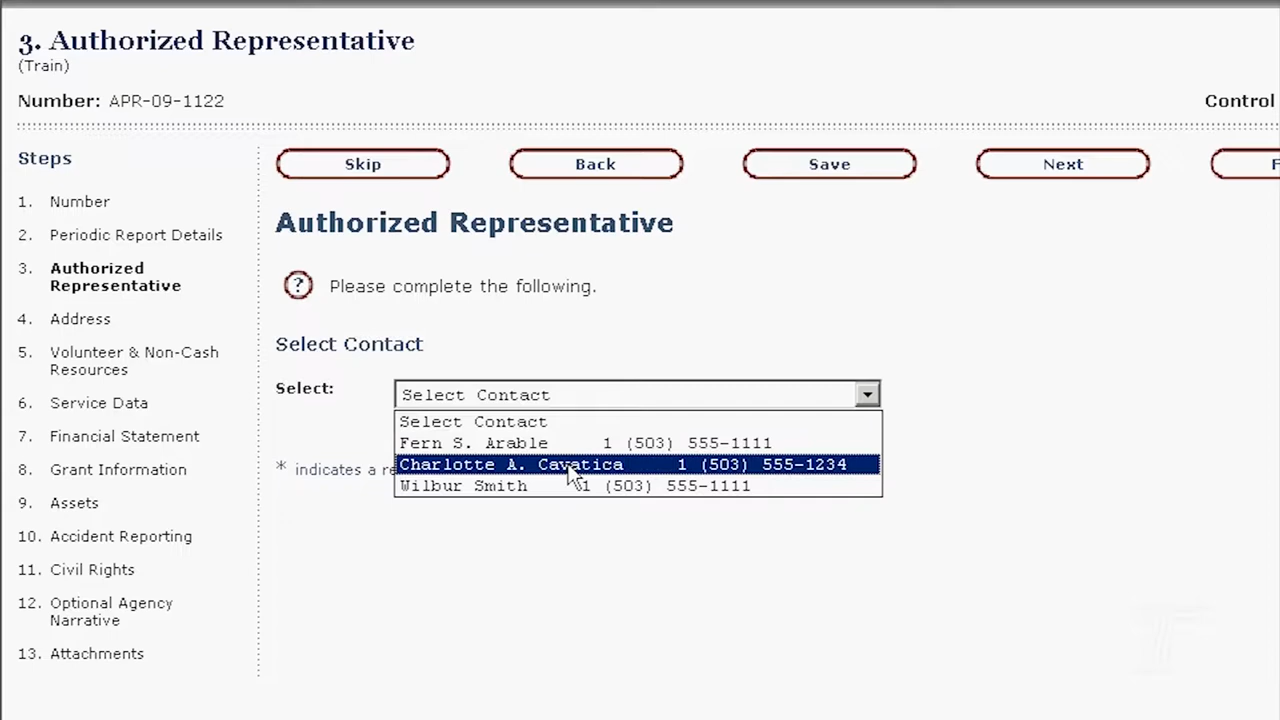 3. Authorized Representative
(Train)
Number: APR-09-1122
Control
Steps
1. Number
2. Periodic Report Details
3. Authorized
Representative
4. Address
5. Volunteer & Non-Cash
Resources
6. Service Data
7. Financial Statement
8. Grant Information
9. Assets
10. Accident Reporting
11. Civil Rights
12. Optional Agency
Narrative
13. Attachments
Skip
Back
Save
Next
F
Authorized Representative
? Please complete the following.
Select Contact
Select: Select Contact
Select Contact
Fern S. Arable 1 (503) 555-1111
Charlotte A. Cavatica 1 (503) 555-1234
Wilbur Smith 1 (503) 555-1111
* indicates a re